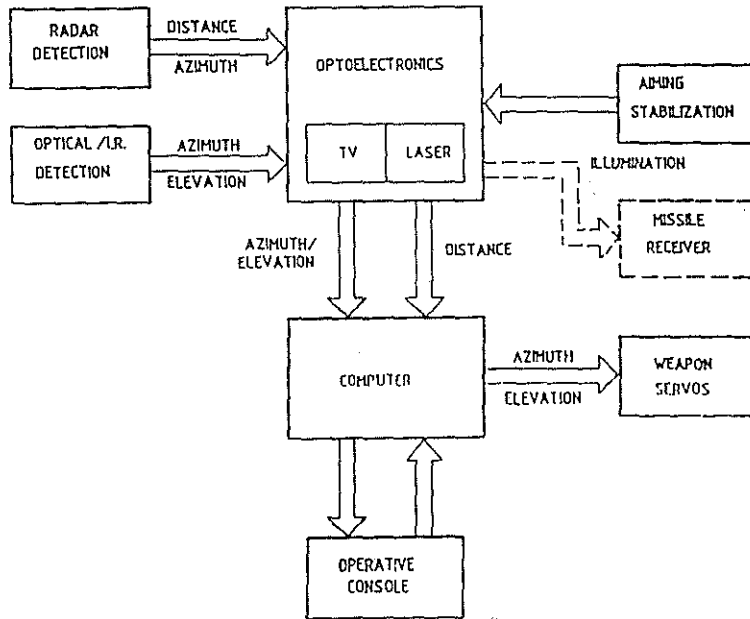 RADAR
DETECTION
DISTANCE
AZIMUTH
OPTOELECTRONICS
AIMING
STABILIZATION
OPTICAL /I.R.
DETECTION
AZIMUTH
ELEVATION
TV
LASER
ILLUMINATION
MISSILE
RECEIVER
AZIMUTH/
ELEVATION
DISTANCE
COMPUTER
AZIMUTH
ELEVATION
WEAPON
SERVOS
OPERATIVE
CONSOLE